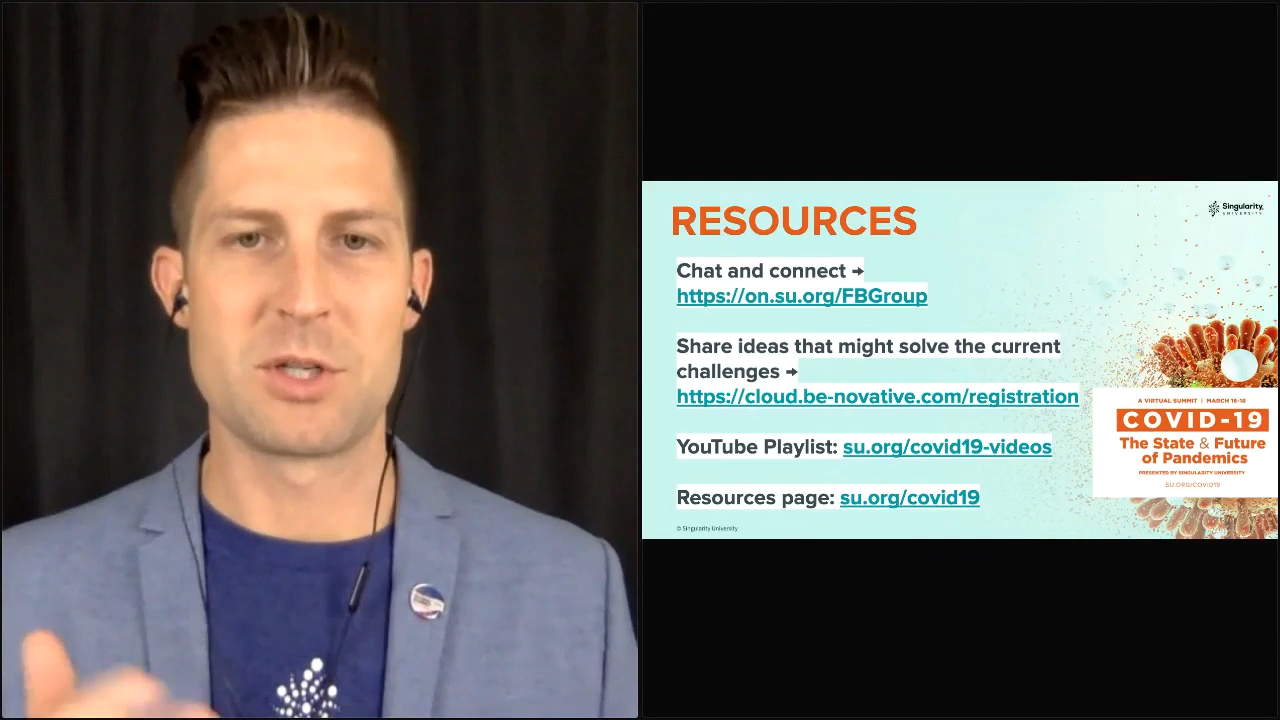 RESOURCES
Singularity
UNIVERSITY
Chat and connect →
https://on.su.org/FBGroup
Share ideas that might solve the current
challenges →
https://cloud.be-novative.com/registration
YouTube Playlist: su.org/covid19-videos
Resources page: su.org/covid19
A VIRTUAL SUMMIT | MARCH 16-18
COVID-19
The State & Future
of Pandemics
PRESENTED BY SINGULARITY UNIVERSITY
SU.ORG/COVID19
© Singularity University